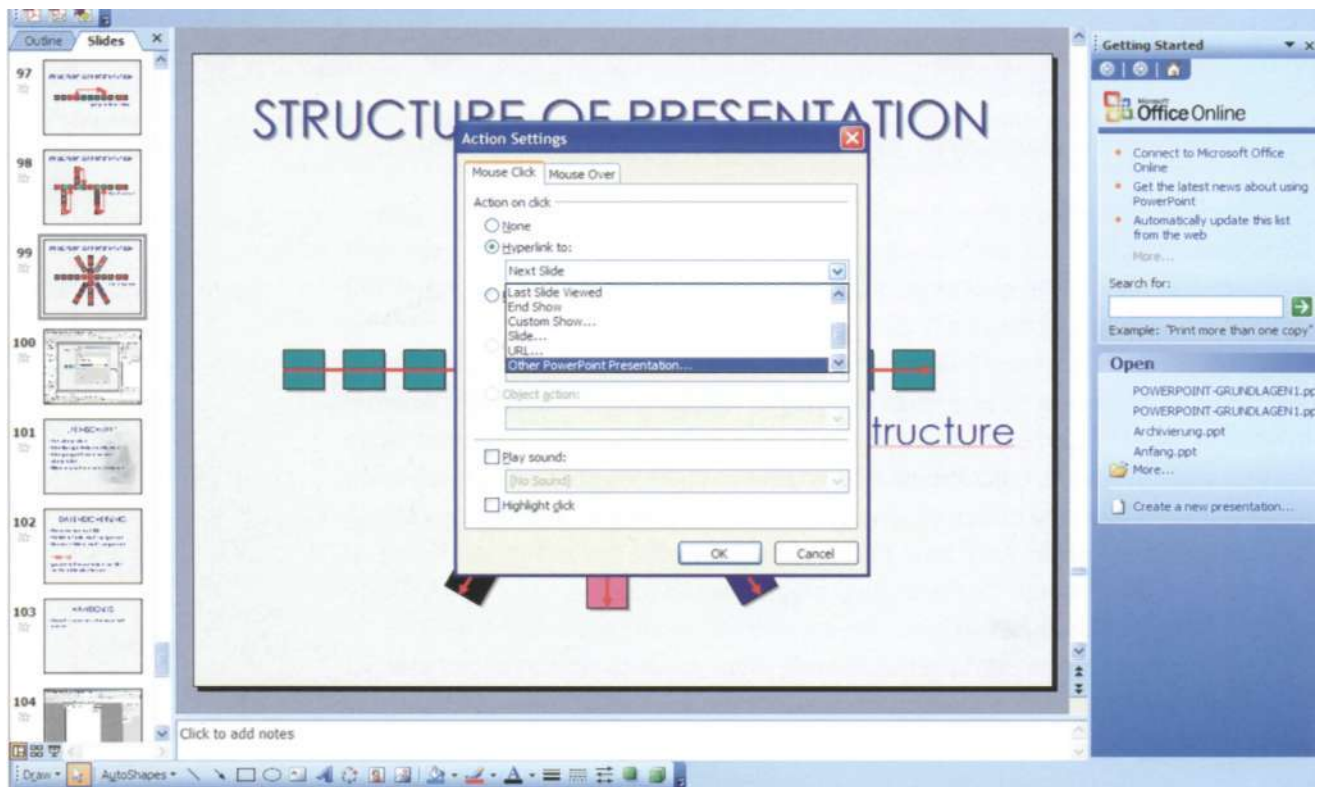 Outline
Slides
97
98
99
100
101
102
103
HANDOUTS
104
STRUCTURE OF PRESENTATION
tructure
Action Settings
Mouse Click
Mouse Over
Action on click
None
Hyperlink to:
Next Slide
Last Slide Viewed
End Show
Custom Show...
Slide...
URL...
Other PowerPoint Presentation...
Object action:
Play sound:
[No Sound]
Highlight click
OK
Cancel
Click to add notes
Draw
AutoShapes
Getting Started
Microsoft
Office Online
Connect to Microsoft Office
Online
Get the latest news about using
PowerPoint
Automatically update this list
from the web
More...
Search for:
Example: "Print more than one copy"
Open
POWERPOINT-GRUNDLAGEN1.pp
POWERPOINT-GRUNDLAGEN1.pp
Archivierung.ppt
Anfang.ppt
More...
Create a new presentation...